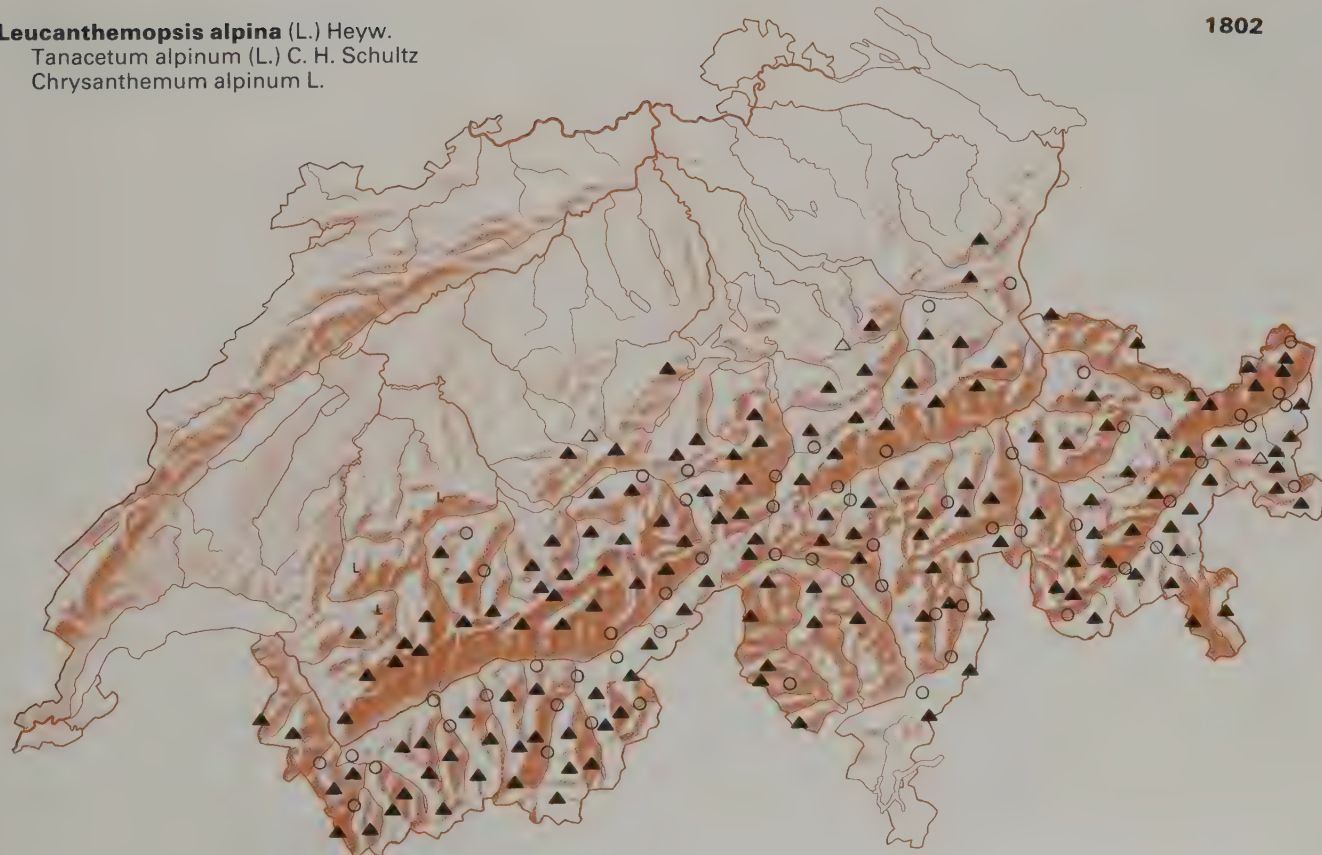 Leucanthemopsis alpina (L.) Heyw.
Tanacetum alpinum (L.) C. H. Schultz
Chrysanthemum alpinum L.
1802